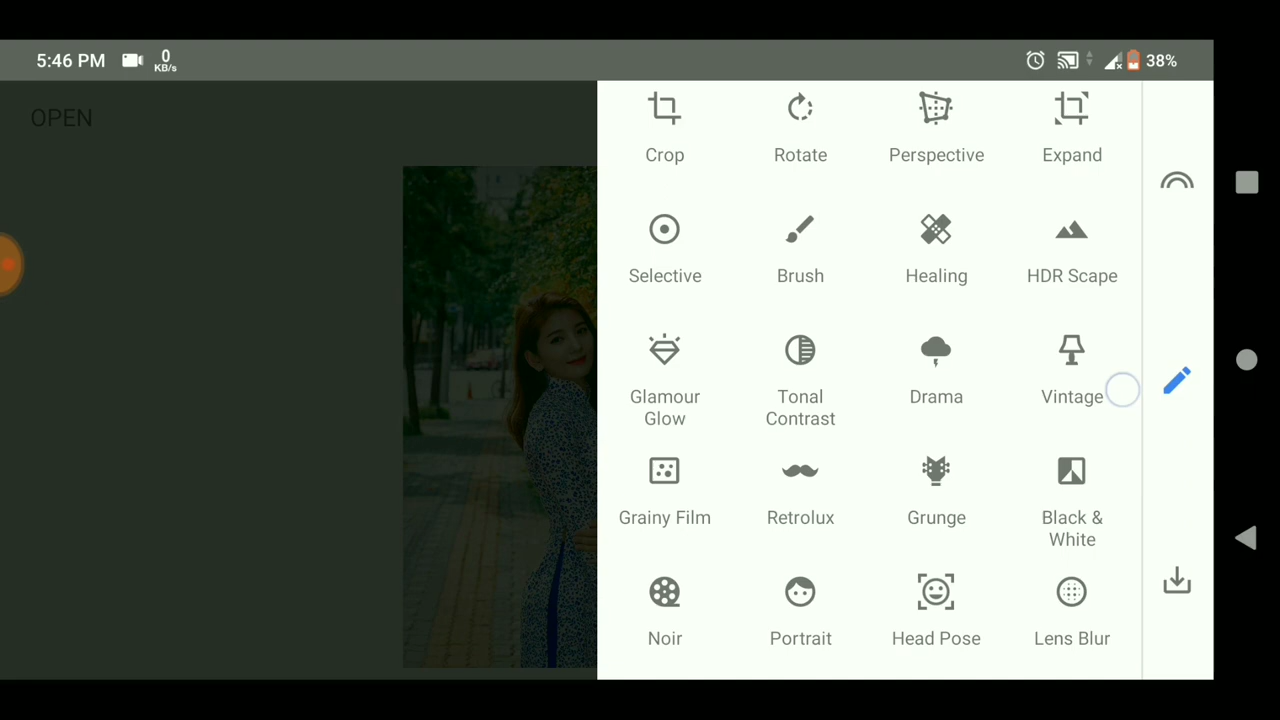 5:46 PM
0
KB/s
38%
OPEN
Crop
Rotate
Perspective
Expand
Selective
Brush
Healing
HDR Scape
Glamour
Glow
Tonal
Contrast
Drama
Vintage
Grainy Film
Retrolux
Grunge
Black &
White
Noir
Portrait
Head Pose
Lens Blur